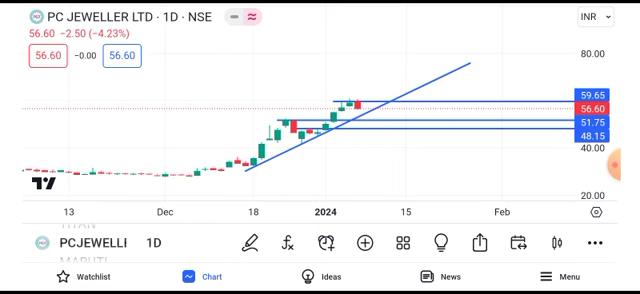 PC JEWELLER LTD · 1D · NSE
INR
56.60 −2.50 (−4.23%)
56.60 −0.00 56.60
80.00
59.65
56.60
51.75
48.15
40.00
20.00
13 Dec 18 2024 15 Feb
TITAN
PCJEWELLI 1D
MARUTI
Watchlist Chart Ideas News Menu